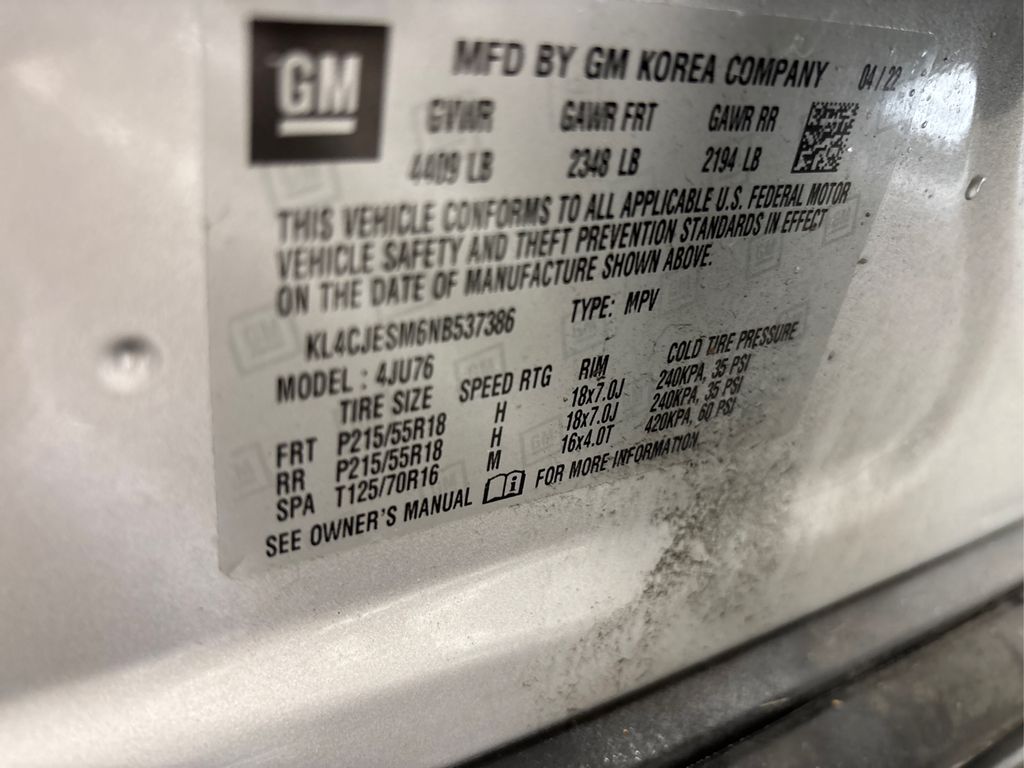 GM
MFD BY GM KOREA COMPANY 04/22
GVWR GAWR FRT GAWR RR
4409 LB 2348 LB 2194 LB
THIS VEHICLE CONFORMS TO ALL APPLICABLE U.S. FEDERAL MOTOR
VEHICLE SAFETY AND THEFT PREVENTION STANDARDS IN EFFECT
ON THE DATE OF MANUFACTURE SHOWN ABOVE.
KL4CJESM6NB537386 TYPE: MPV
MODEL : 4JU76
TIRE SIZE SPEED RTG RIM COLD TIRE PRESSURE
FRT P215/55R18 H 18x7.0J 240KPA, 35 PSI
RR P215/55R18 H 18x7.0J 240KPA, 35 PSI
SPA T125/70R16 M 16x4.0T 420KPA, 60 PSI
SEE OWNER'S MANUAL FOR MORE INFORMATION.